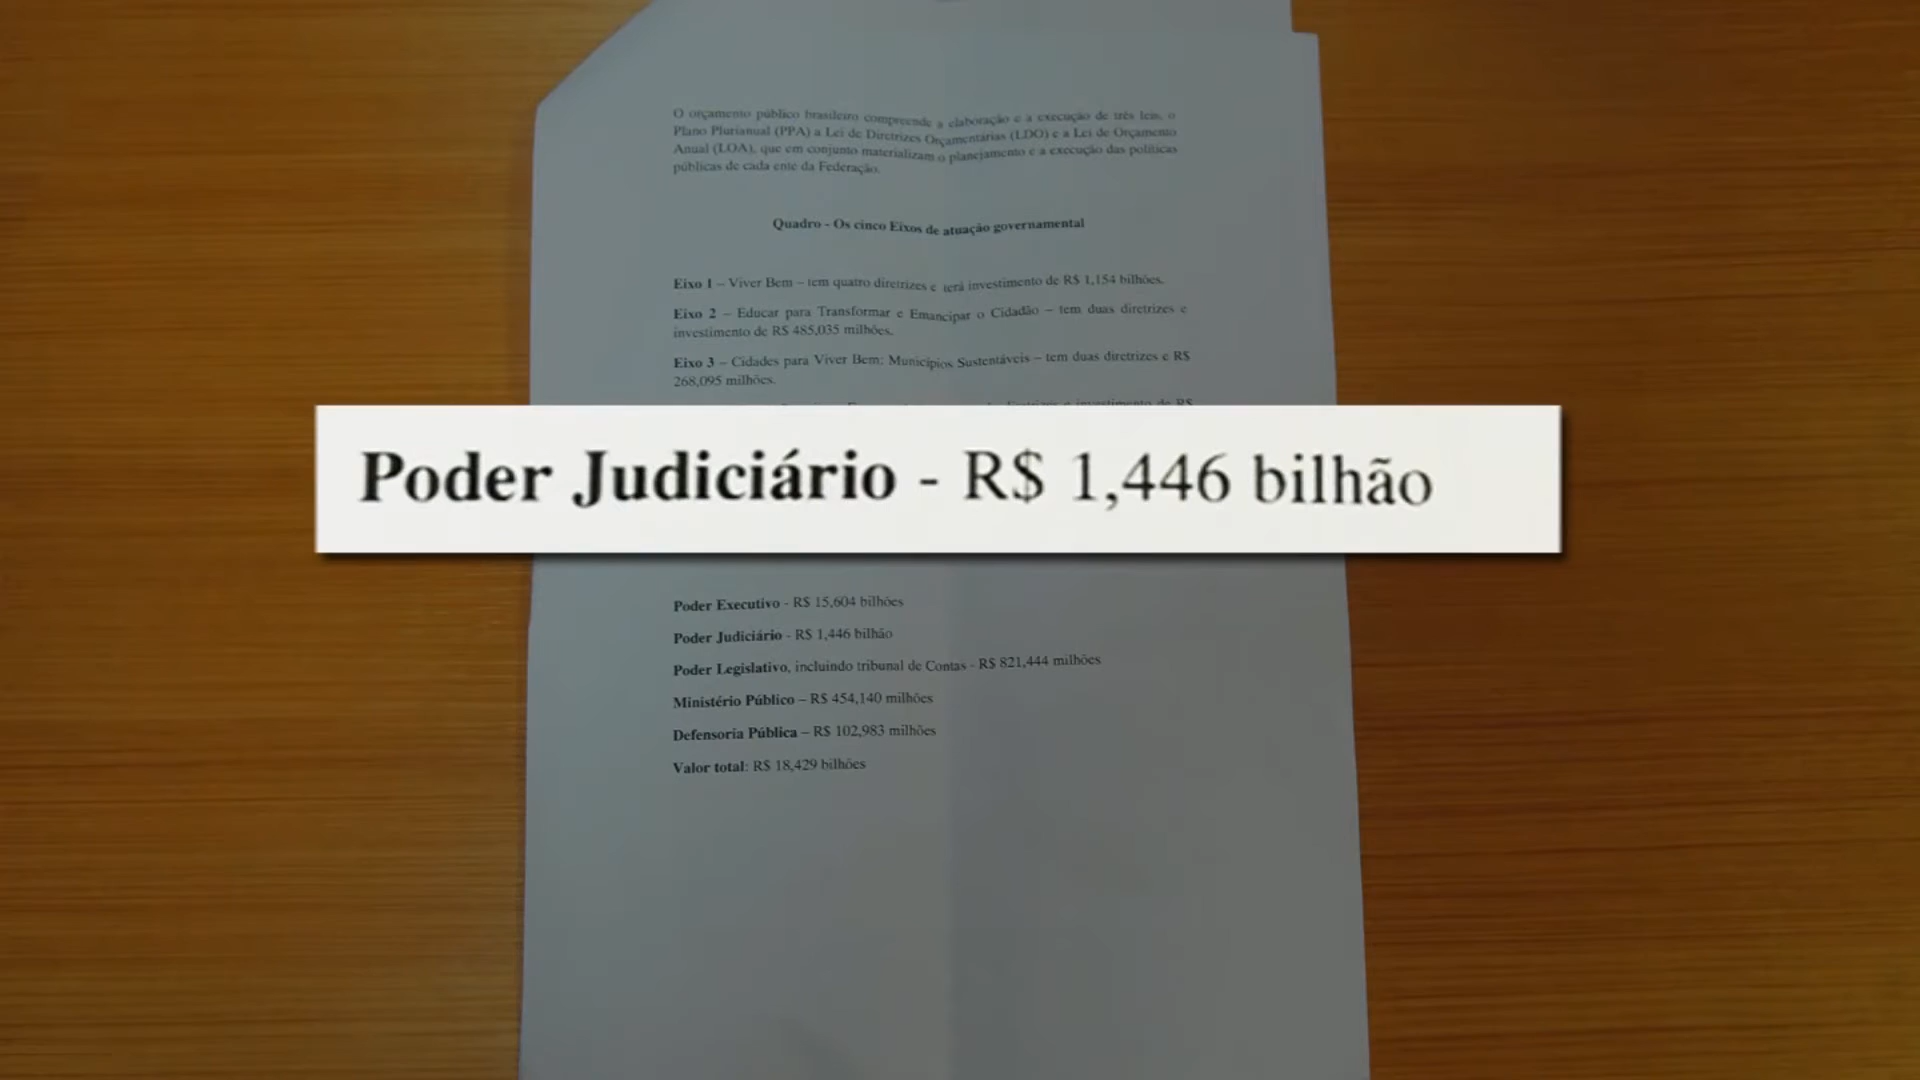 O orçamento público brasileiro compreende a elaboração e a execução de três leis, o
Plano Plurianual (PPA) a Lei de Diretrizes Orçamentárias (LDO) e a Lei de Orçamento
Anual (LOA), que em conjunto materializam o planejamento e a execução das políticas
públicas de cada ente da Federação.
Quadro - Os cinco Eixos de atuação governamental
Eixo 1 – Viver Bem – tem quatro diretrizes e terá investimento de R$ 1,154 bilhões.
Eixo 2 – Educar para Transformar e Emancipar o Cidadão – tem duas diretrizes e
investimento de R$ 485,035 milhões.
Eixo 3 – Cidades para Viver Bem: Municípios Sustentáveis – tem duas diretrizes e R$
268,095 milhões.
investimento de R$
Poder Judiciário - R$ 1,446 bilhão
Poder Executivo - R$ 15,604 bilhões
Poder Judiciário - R$ 1,446 bilhão
Poder Legislativo, incluindo tribunal de Contas - R$ 821,444 milhões
Ministério Público – R$ 454,140 milhões
Defensoria Pública – R$ 102,983 milhões
Valor total: R$ 18,429 bilhões